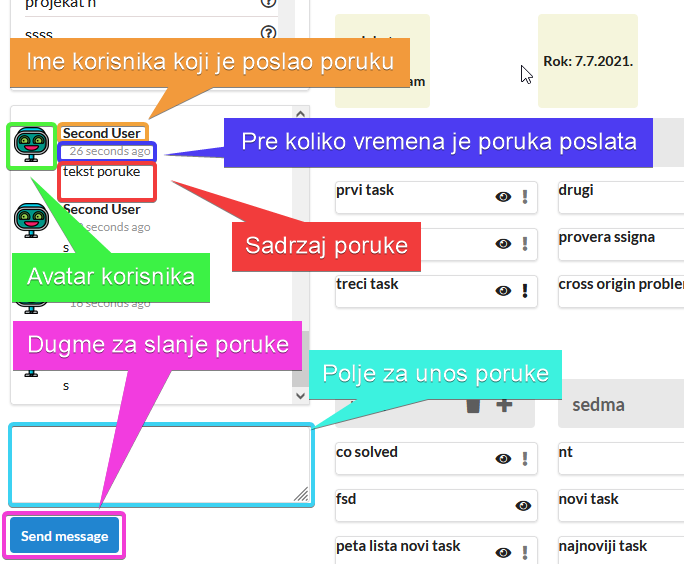 projekat n
ssss
Ime korisnika koji je poslao poruku
Rok: 7.7.2021.
Second User
26 seconds ago
tekst poruke
Pre koliko vremena je poruka poslata
Second User
seconds ago
s
Sadrzaj poruke
Avatar korisnika
16 seconds ago
Dugme za slanje poruke
s
Polje za unos poruke
Send message
prvi task
drugi
provera ssigna
treci task
cross origin problem
sedma
co solved
nt
fsd
novi task
peta lista novi task
najnoviji task